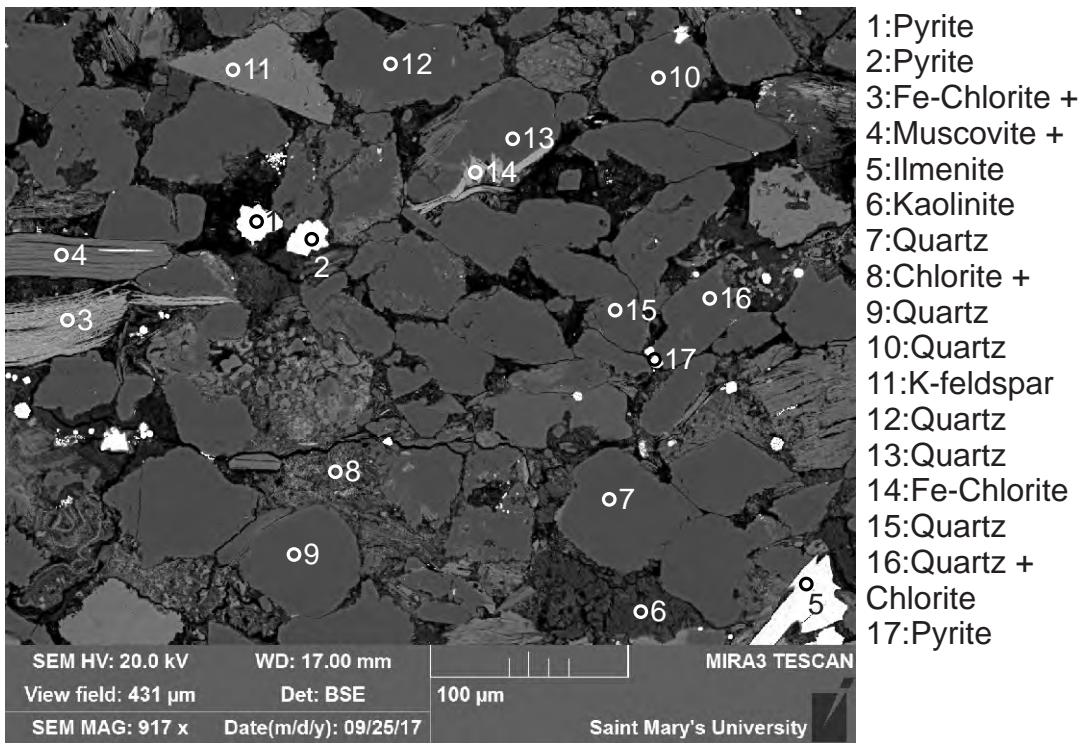 11
12
10
13
14
1
2
4
3
15
16
17
8
7
9
6
5
1:Pyrite
2:Pyrite
3:Fe-Chlorite +
4:Muscovite +
5:Ilmenite
6:Kaolinite
7:Quartz
8:Chlorite +
9:Quartz
10:Quartz
11:K-feldspar
12:Quartz
13:Quartz
14:Fe-Chlorite
15:Quartz
16:Quartz +
Chlorite
17:Pyrite
SEM HV: 20.0 kV WD: 17.00 mm MIRA3 TESCAN
View field: 431 µm Det: BSE 100 µm
SEM MAG: 917 x Date(m/d/y): 09/25/17 Saint Mary's University